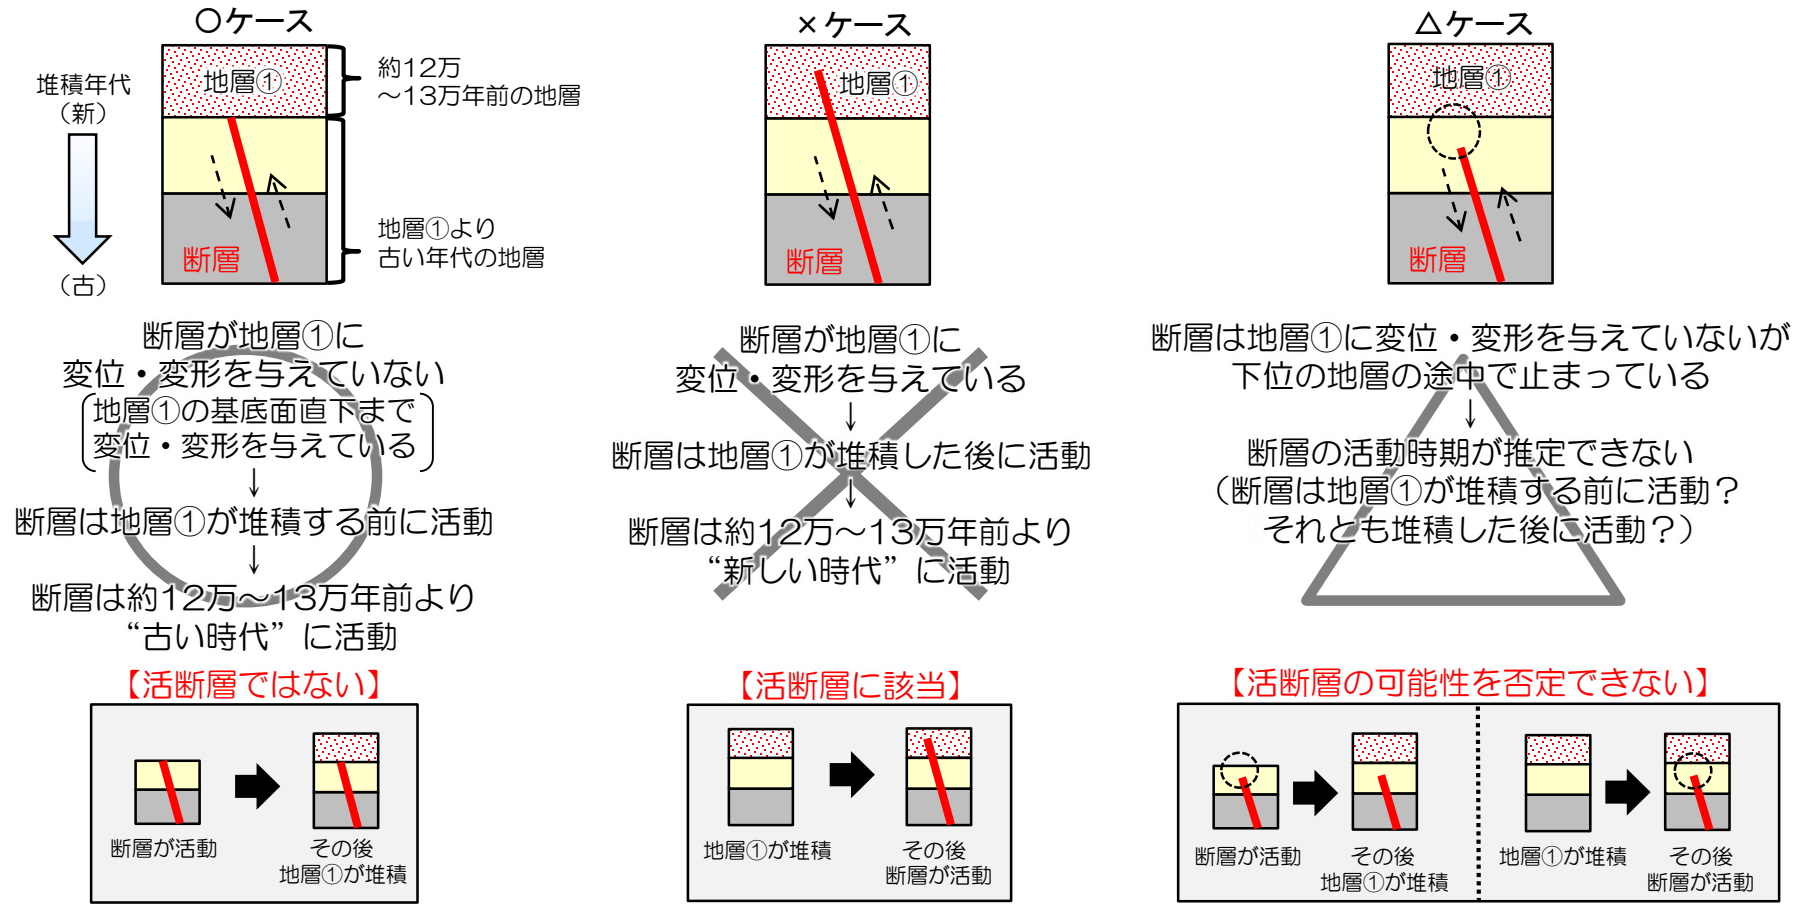 〇ケース
堆積年代
（新）
（古）
地層①
断層
約12万
～13万年前の地層
地層①より
古い年代の地層
断層が地層①に
変位・変形を与えていない
地層①の基底面直下まで
変位・変形を与えている
↓
断層は地層①が堆積する前に活動
↓
断層は約12万～13万年前より
“古い時代”に活動
【活断層ではない】
断層が活動
その後
地層①が堆積
×ケース
地層①
断層
断層が地層①に
変位・変形を与えている
↓
断層は地層①が堆積した後に活動
↓
断層は約12万～13万年前より
“新しい時代”に活動
【活断層に該当】
地層①が堆積
その後
断層が活動
△ケース
地層①
断層
断層は地層①に変位・変形を与えていないが
下位の地層の途中で止まっている
↓
断層の活動時期が推定できない
（断層は地層①が堆積する前に活動？
それとも堆積した後に活動？）
【活断層の可能性を否定できない】
断層が活動
その後
地層①が堆積
地層①が堆積
その後
断層が活動